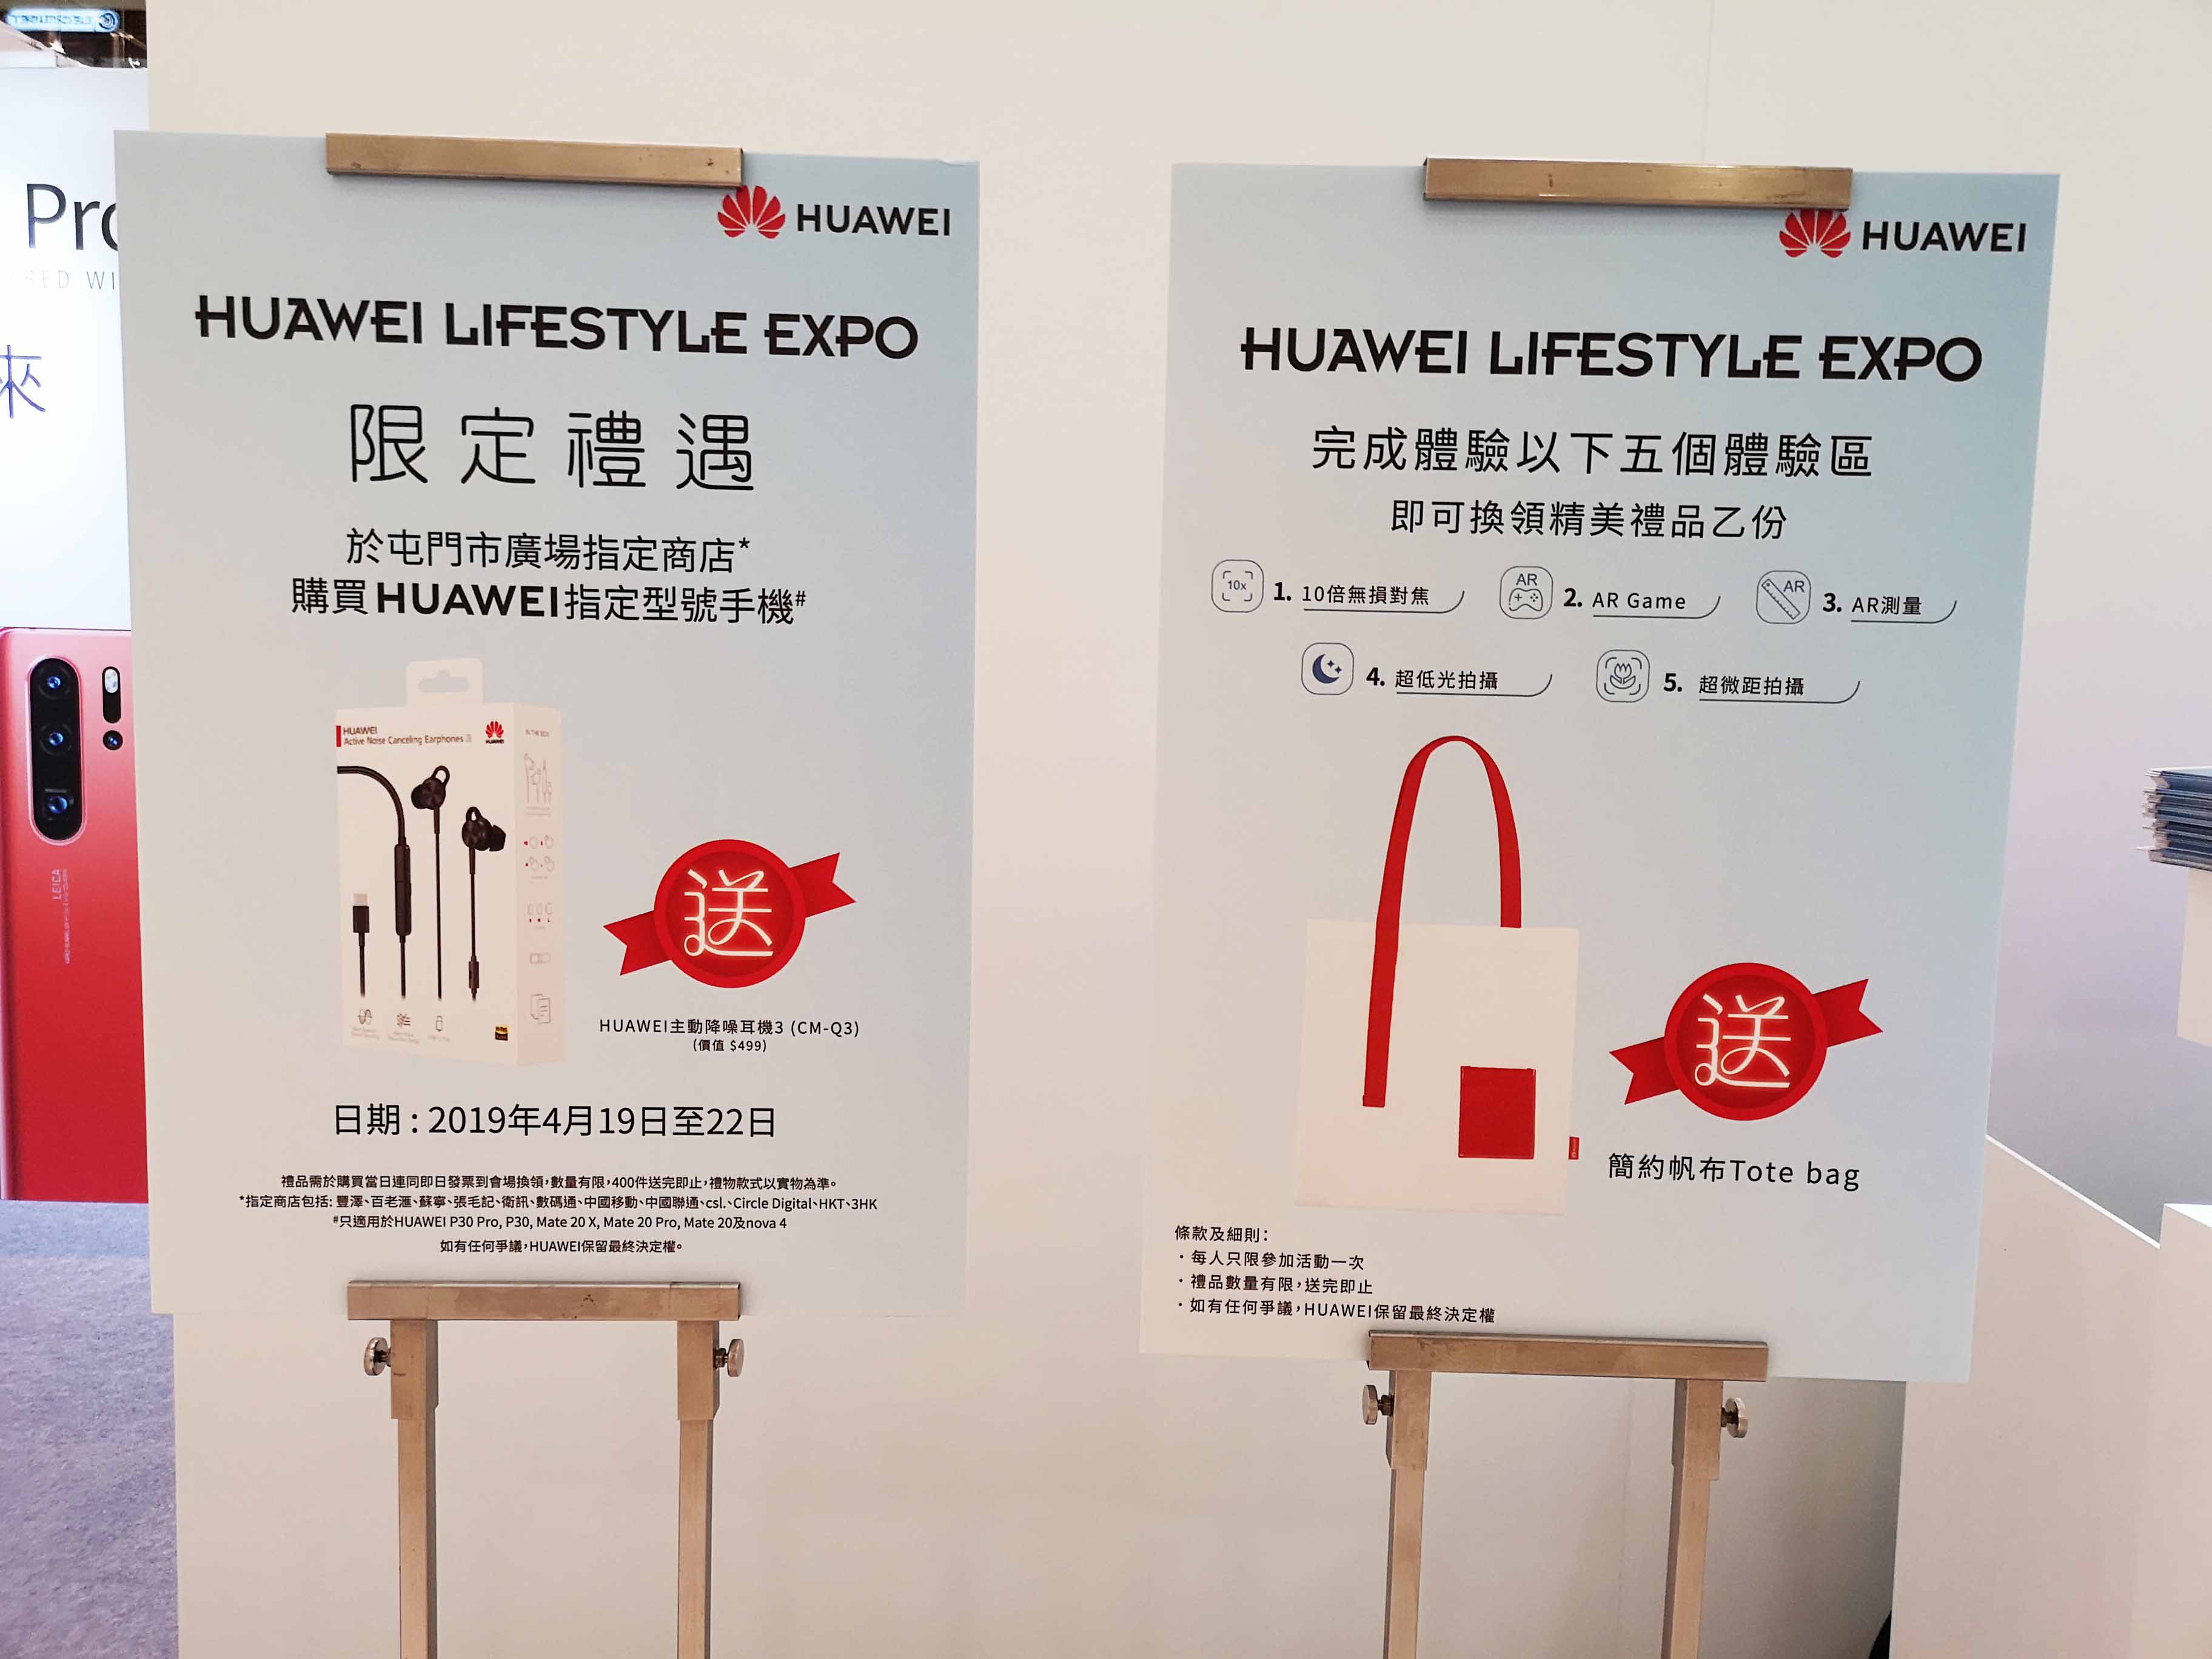 Pro
來
LEICA
HUAWEI
HUAWEI LIFESTYLE EXPO
限定禮遇
於屯門市廣場指定商店*
購買HUAWEI指定型號手機#
HUAWEI
Active Noise Canceling Earphones 3
IN THE BOX
送
HUAWEI主動降噪耳機3 (CM-Q3)
(價值 $499)
日期 : 2019年4月19日至22日
禮品需於購買當日連同即日發票到會場換領,數量有限,400件送完即止,禮物款式以實物為準。
*指定商店包括: 豐澤、百老滙、蘇寧、張毛記、衛訊、數碼通、中國移動、中國聯通、csl.、Circle Digital、HKT、3HK
#只適用於HUAWEI P30 Pro, P30, Mate 20 X, Mate 20 Pro, Mate 20及nova 4
如有任何爭議,HUAWEI保留最終決定權。
HUAWEI
HUAWEI LIFESTYLE EXPO
完成體驗以下五個體驗區
即可換領精美禮品乙份
10x 1. 10倍無損對焦 AR 2. AR Game AR 3. AR測量
4. 超低光拍攝 5. 超微距拍攝
送
簡約帆布Tote bag
條款及細則:
・每人只限參加活動一次
・禮品數量有限,送完即止
・如有任何爭議,HUAWEI保留最終決定權